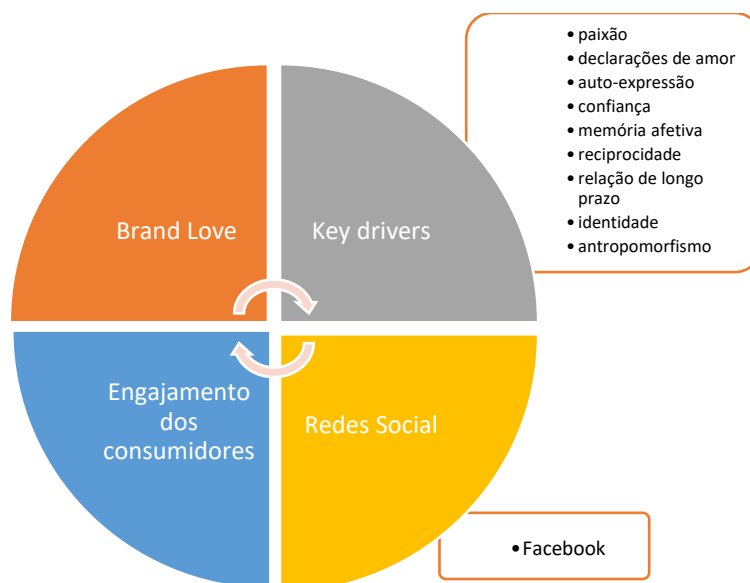 • paixão
• declarações de amor
• auto-expressão
• confiança
• memória afetiva
• reciprocidade
• relação de longo
prazo
• identidade
• antropomorfismo
Brand Love
Key drivers
Engajamento
dos
consumidores
Redes Social
• Facebook